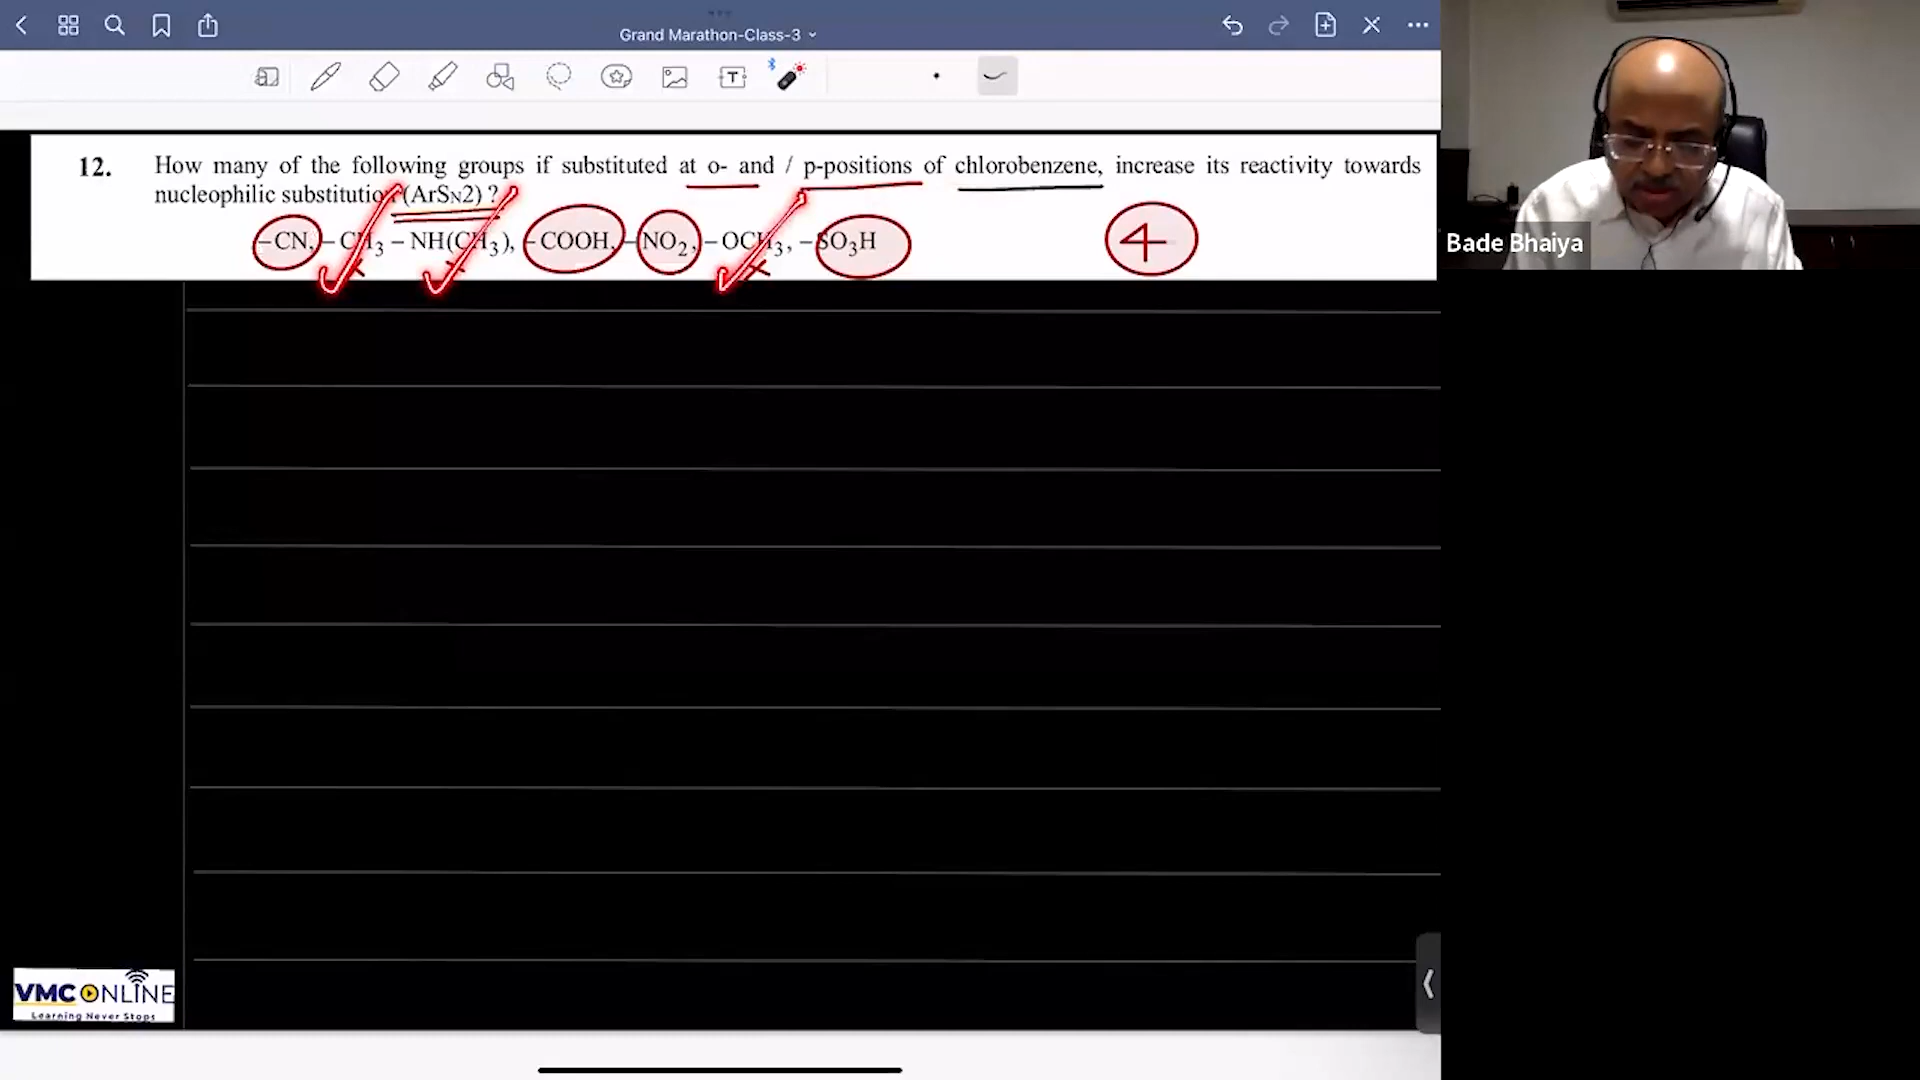 Grand Marathon-Class-3
T
12. How many of the following groups if substituted at o- and / p-positions of chlorobenzene, increase its reactivity towards
nucleophilic substitution (ArSN2) ?
–CN, –CH3 –NH(CH3), –COOH, –NO2, –OCH3, –SO3H
4
Bade Bhaiya
VMC ONLINE
Learning Never Stops